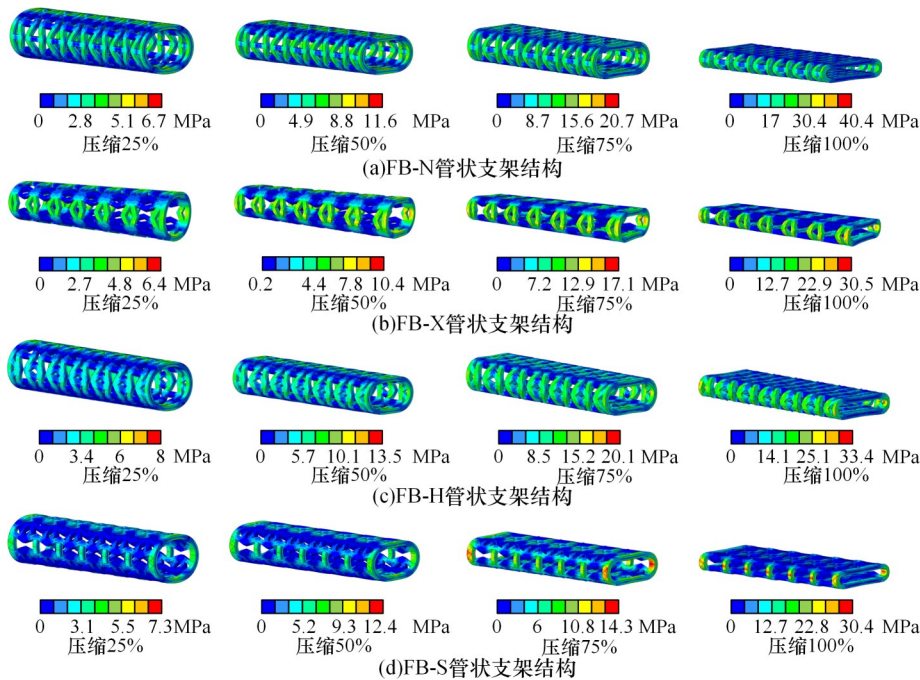 0 2.8 5.1 6.7 MPa 0 4.9 8.8 11.6 MPa 0 8.7 15.6 20.7 MPa 0 17 30.4 40.4 MPa
压缩25% 压缩50% 压缩75% 压缩100%
(a)FB-N管状支架结构
0 2.7 4.8 6.4 MPa 0.2 4.4 7.8 10.4 MPa 0 7.2 12.9 17.1 MPa 0 12.7 22.9 30.5 MPa
压缩25% 压缩50% 压缩75% 压缩100%
(b)FB-X管状支架结构
0 3.4 6 8 MPa 0 5.7 10.1 13.5 MPa 0 8.5 15.2 20.1 MPa 0 14.1 25.1 33.4 MPa
压缩25% 压缩50% 压缩75% 压缩100%
(c)FB-H管状支架结构
0 3.1 5.5 7.3MPa 0 5.2 9.3 12.4 MPa 0 6 10.8 14.3 MPa 0 12.7 22.8 30.4 MPa
压缩25% 压缩50% 压缩75% 压缩100%
(d)FB-S管状支架结构